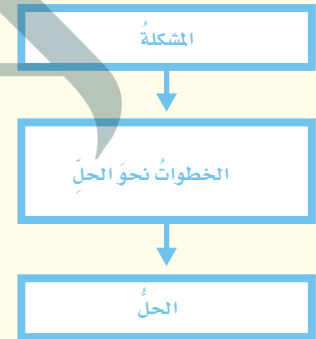 المشكلةُ
الخطواتُ نحوَ الحلِّ
الحلُّ